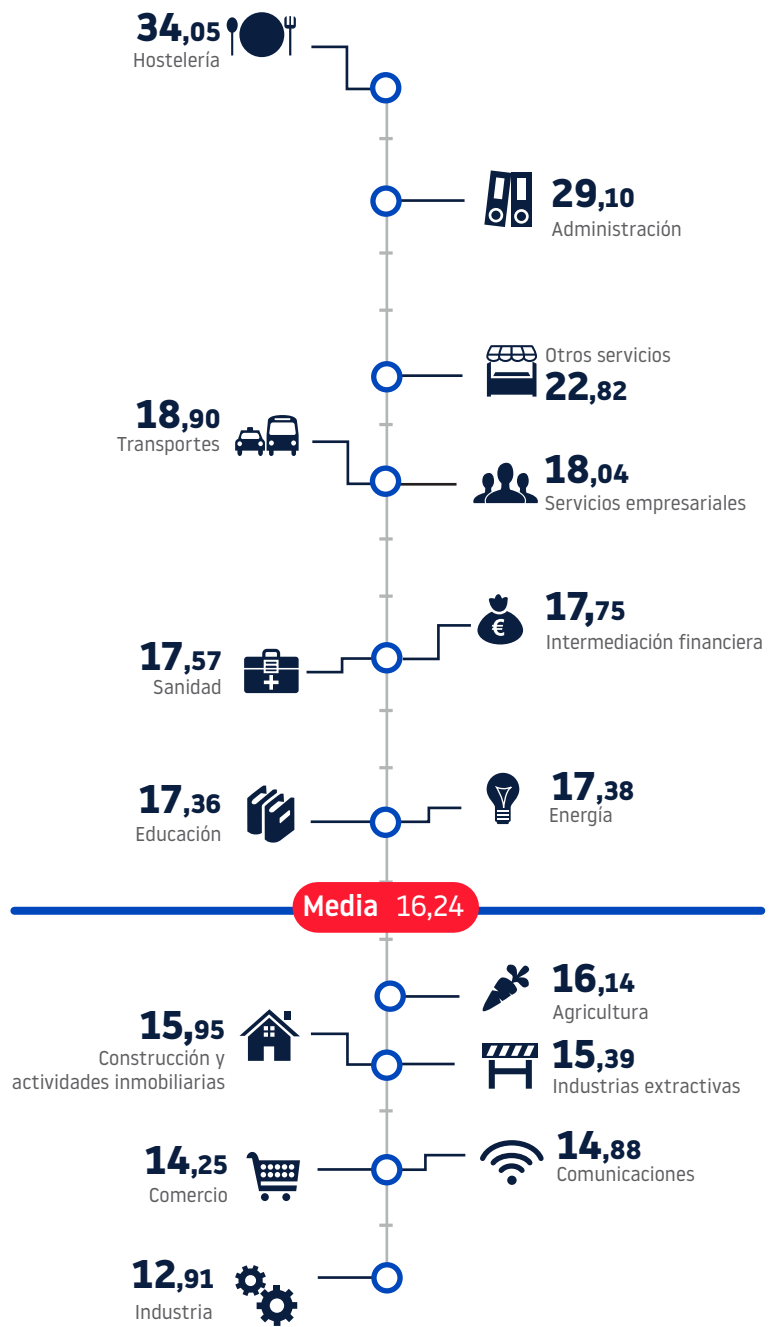 34,05
Hostelería
29,10
Administración
Otros servicios
22,82
18,90
Transportes
18,04
Servicios empresariales
17,75
Intermediación financiera
€
17,57
Sanidad
17,38
Energía
17,36
Educación
Media 16,24
16,14
Agricultura
15,95
Construcción y
actividades inmobiliarias
15,39
Industrias extractivas
14,88
Comunicaciones
14,25
Comercio
12,91
Industria